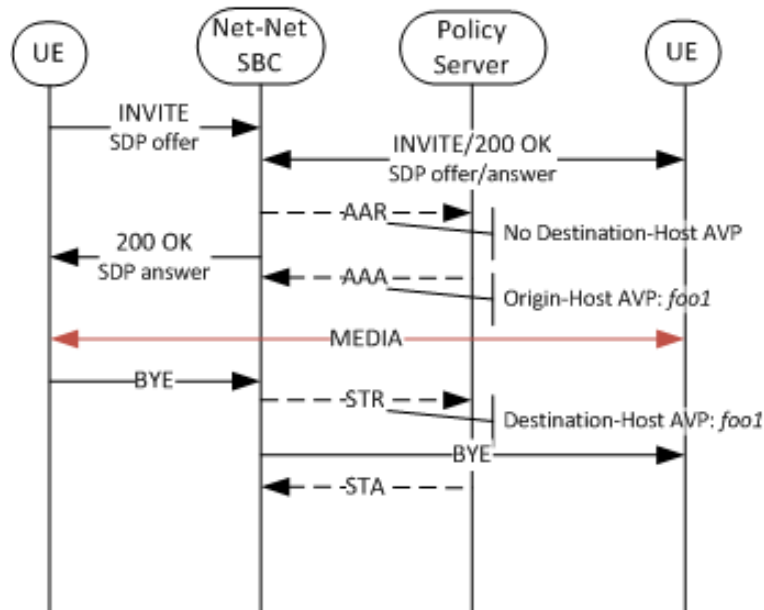 UE
Net-Net
SBC
Policy
Server
UE
INVITE
SDP offer
INVITE/200 OK
SDP offer/answer
AAR
No Destination-Host AVP
200 OK
SDP answer
AAA
Origin-Host AVP: foo1
MEDIA
BYE
STR
Destination-Host AVP: foo1
BYE
STA